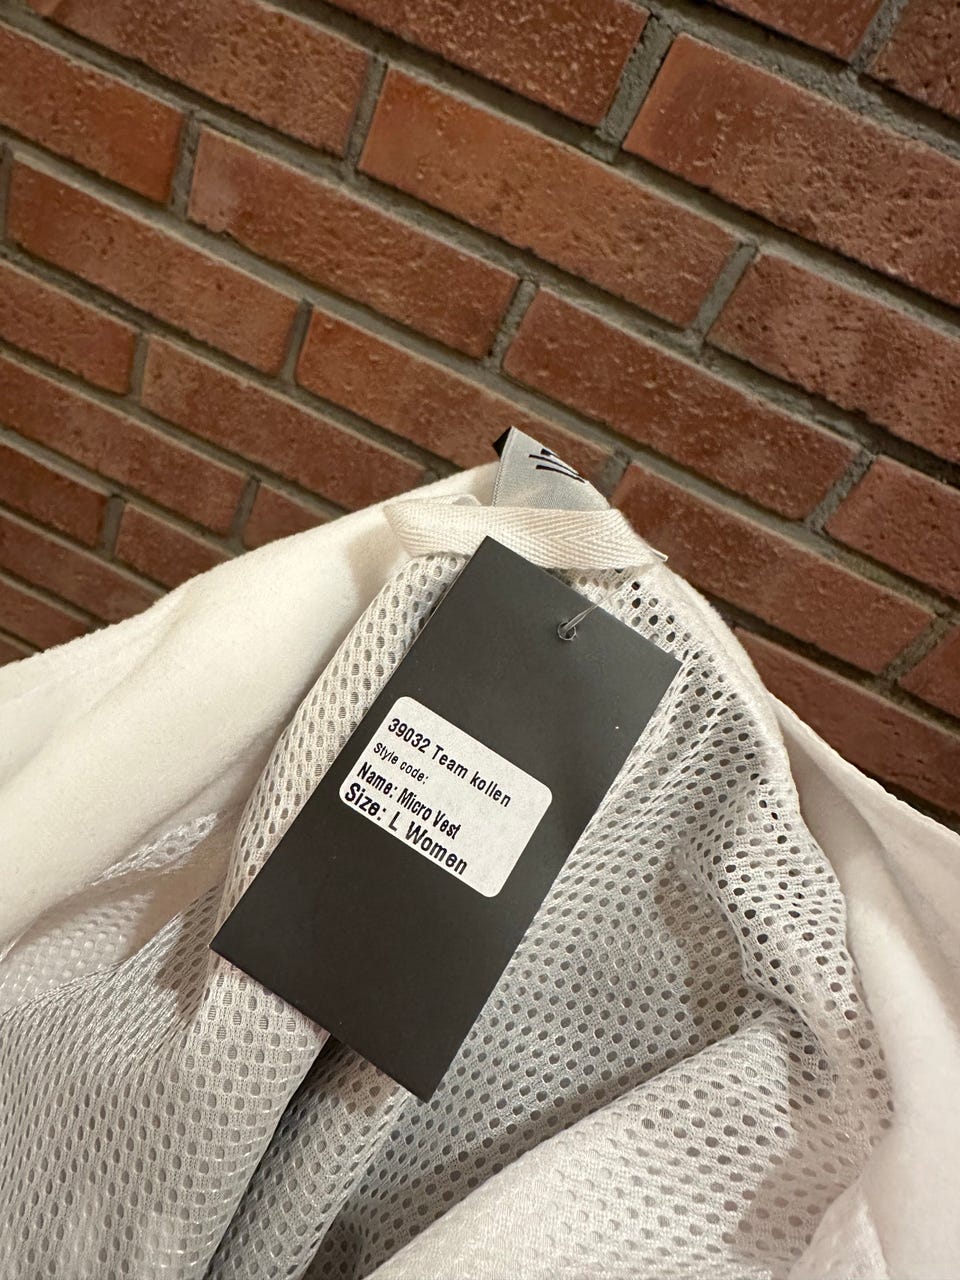 39032 Team kollen
Style code:
Name: Micro Vest
Size: L Women